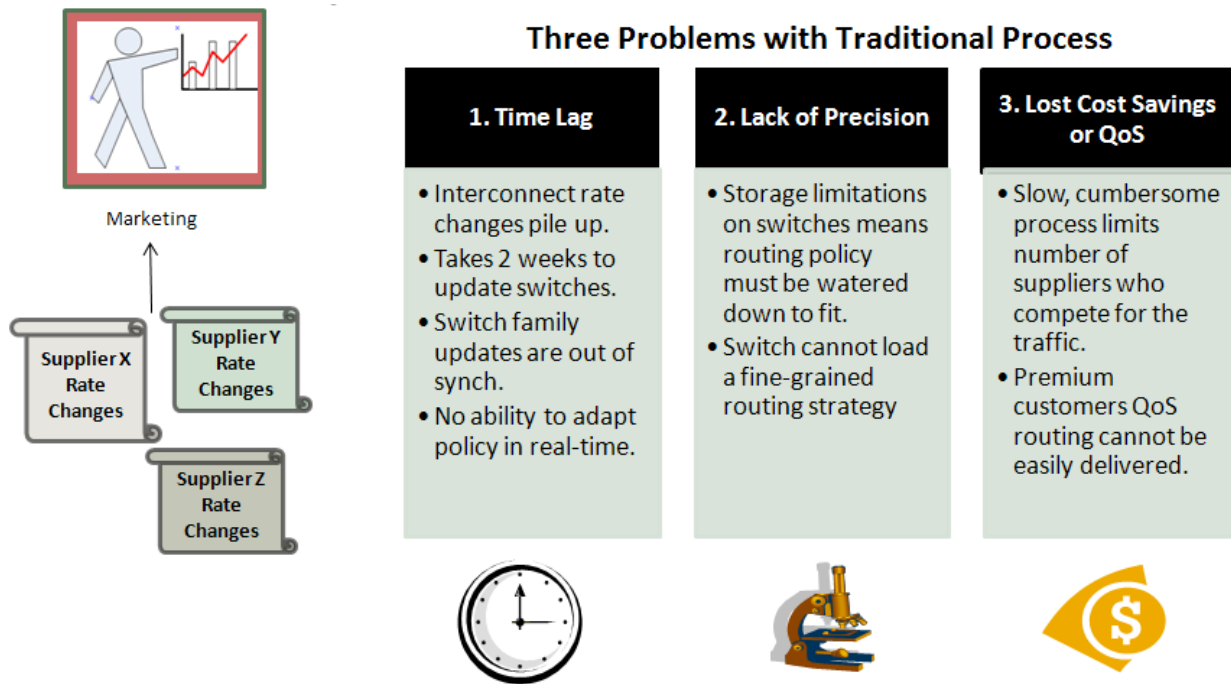 Three Problems with Traditional Process
Marketing
Supplier X
Rate
Changes
Supplier Y
Rate
Changes
Supplier Z
Rate
Changes
1. Time Lag
• Interconnect rate
changes pile up.
• Takes 2 weeks to
update switches.
• Switch family
updates are out of
synch.
• No ability to adapt
policy in real-time.
2. Lack of Precision
• Storage limitations
on switches means
routing policy
must be watered
down to fit.
• Switch cannot load
a fine-grained
routing strategy
3. Lost Cost Savings
or QoS
• Slow, cumbersome
process limits
number of
suppliers who
compete for the
traffic.
• Premium
customers QoS
routing cannot be
easily delivered.
$